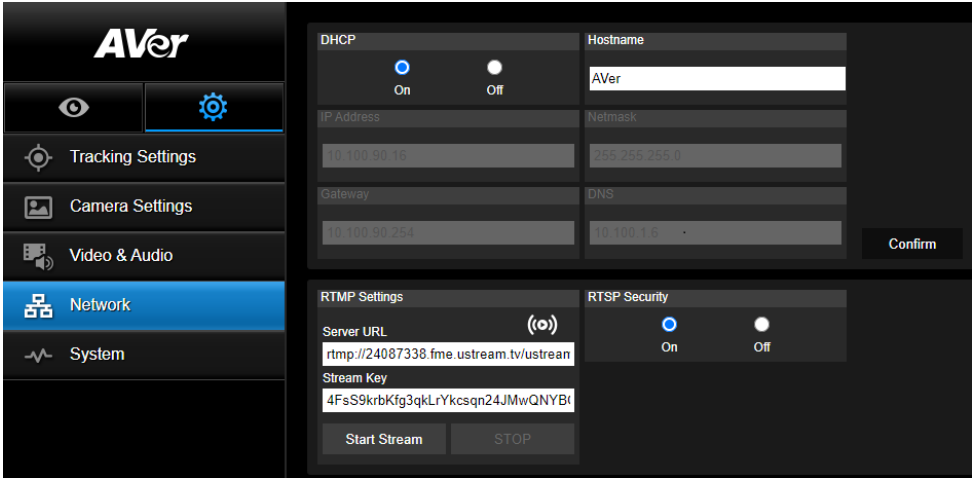 AVer
Tracking Settings
Camera Settings
Video & Audio
Network
System
DHCP
On
Off
Hostname
AVer
IP Address
10.100.90.16
Netmask
255.255.255.0
Gateway
10.100.90.254
DNS
10.100.1.6
Confirm
RTMP Settings
Server URL
rtmp://24087338.fme.ustream.tv/ustream
Stream Key
4FsS9krbKfg3qkLrYkcsqn24JMwQNYB
Start Stream
STOP
RTSP Security
On
Off